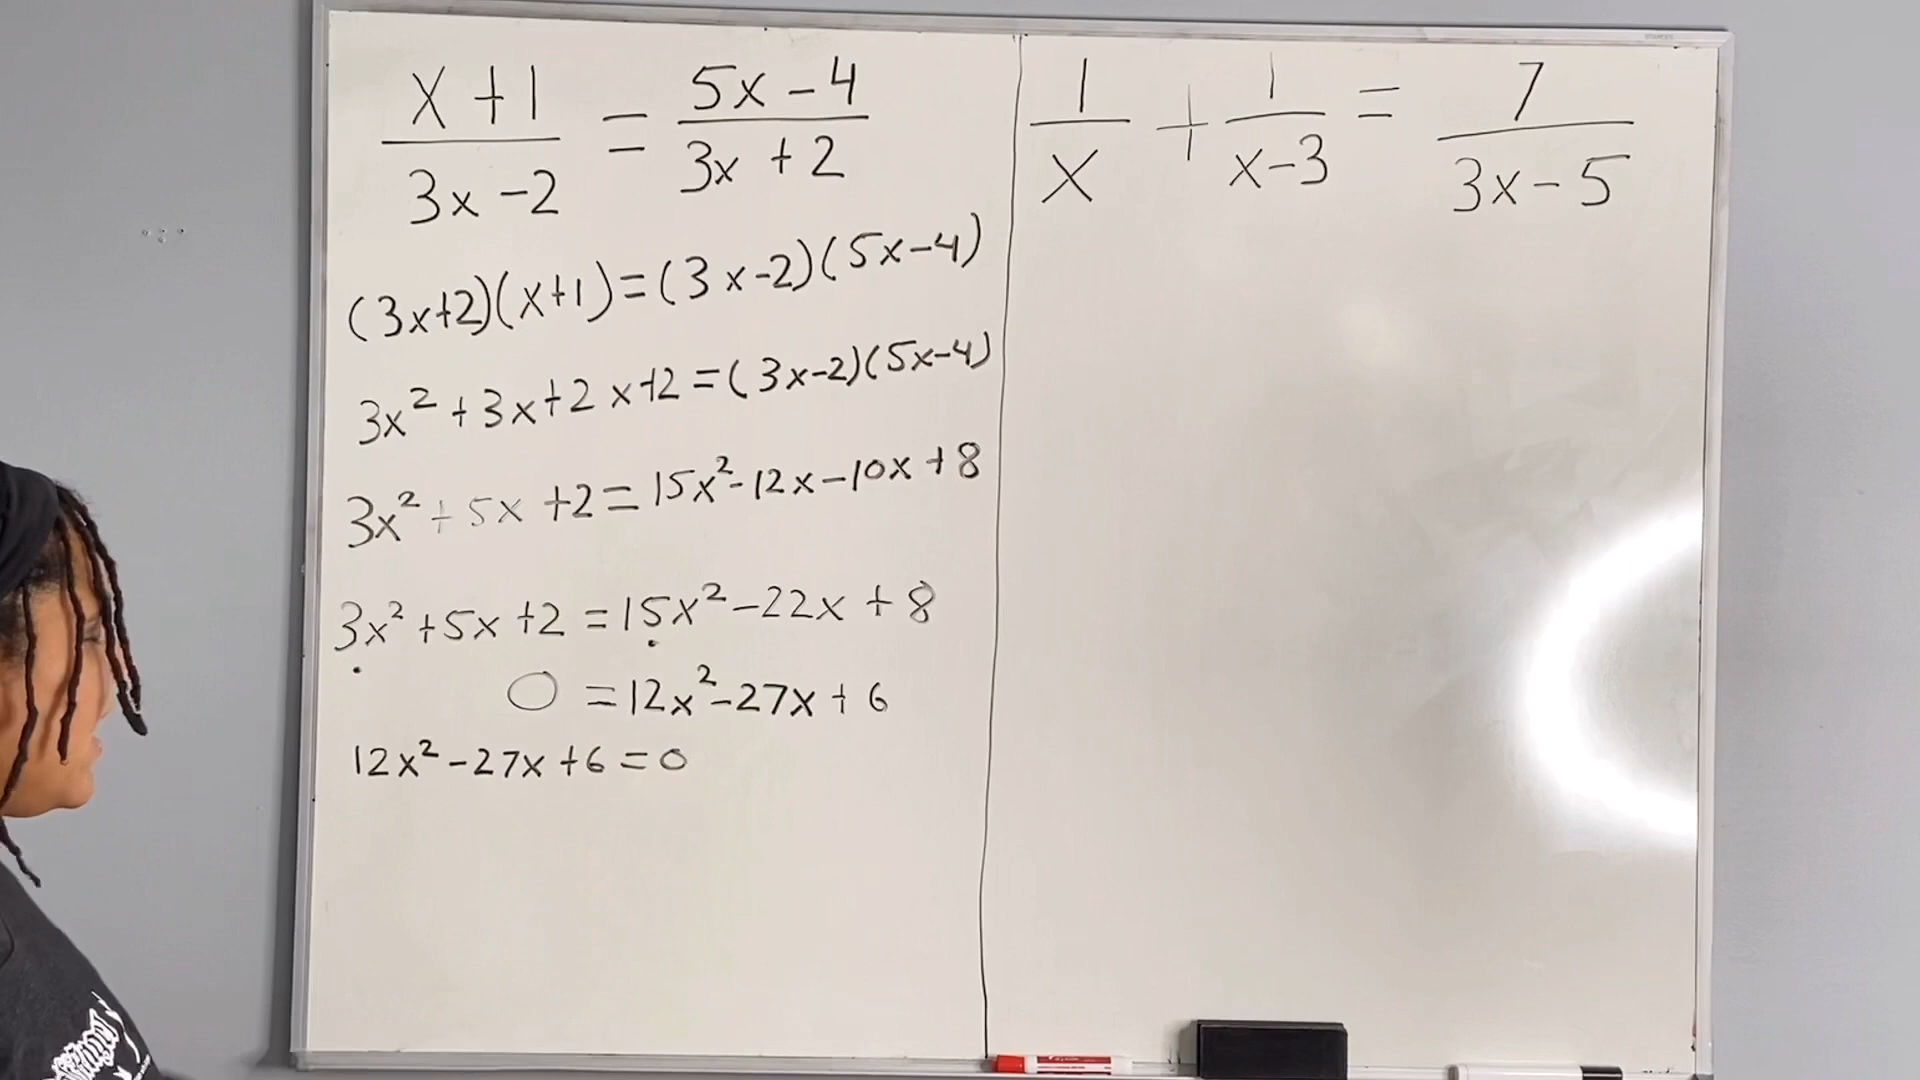 x+1/3x-2 = 5x-4/3x+2
(3x+2)(x+1)=(3x-2)(5x-4)
3x²+3x+2x+2=(3x-2)(5x-4)
3x²+5x+2=15x²-12x-10x+8
3x²+5x+2=15x²-22x+8
0=12x²-27x+6
12x²-27x+6=0
1/x + 1/x-3 = 7/3x-5